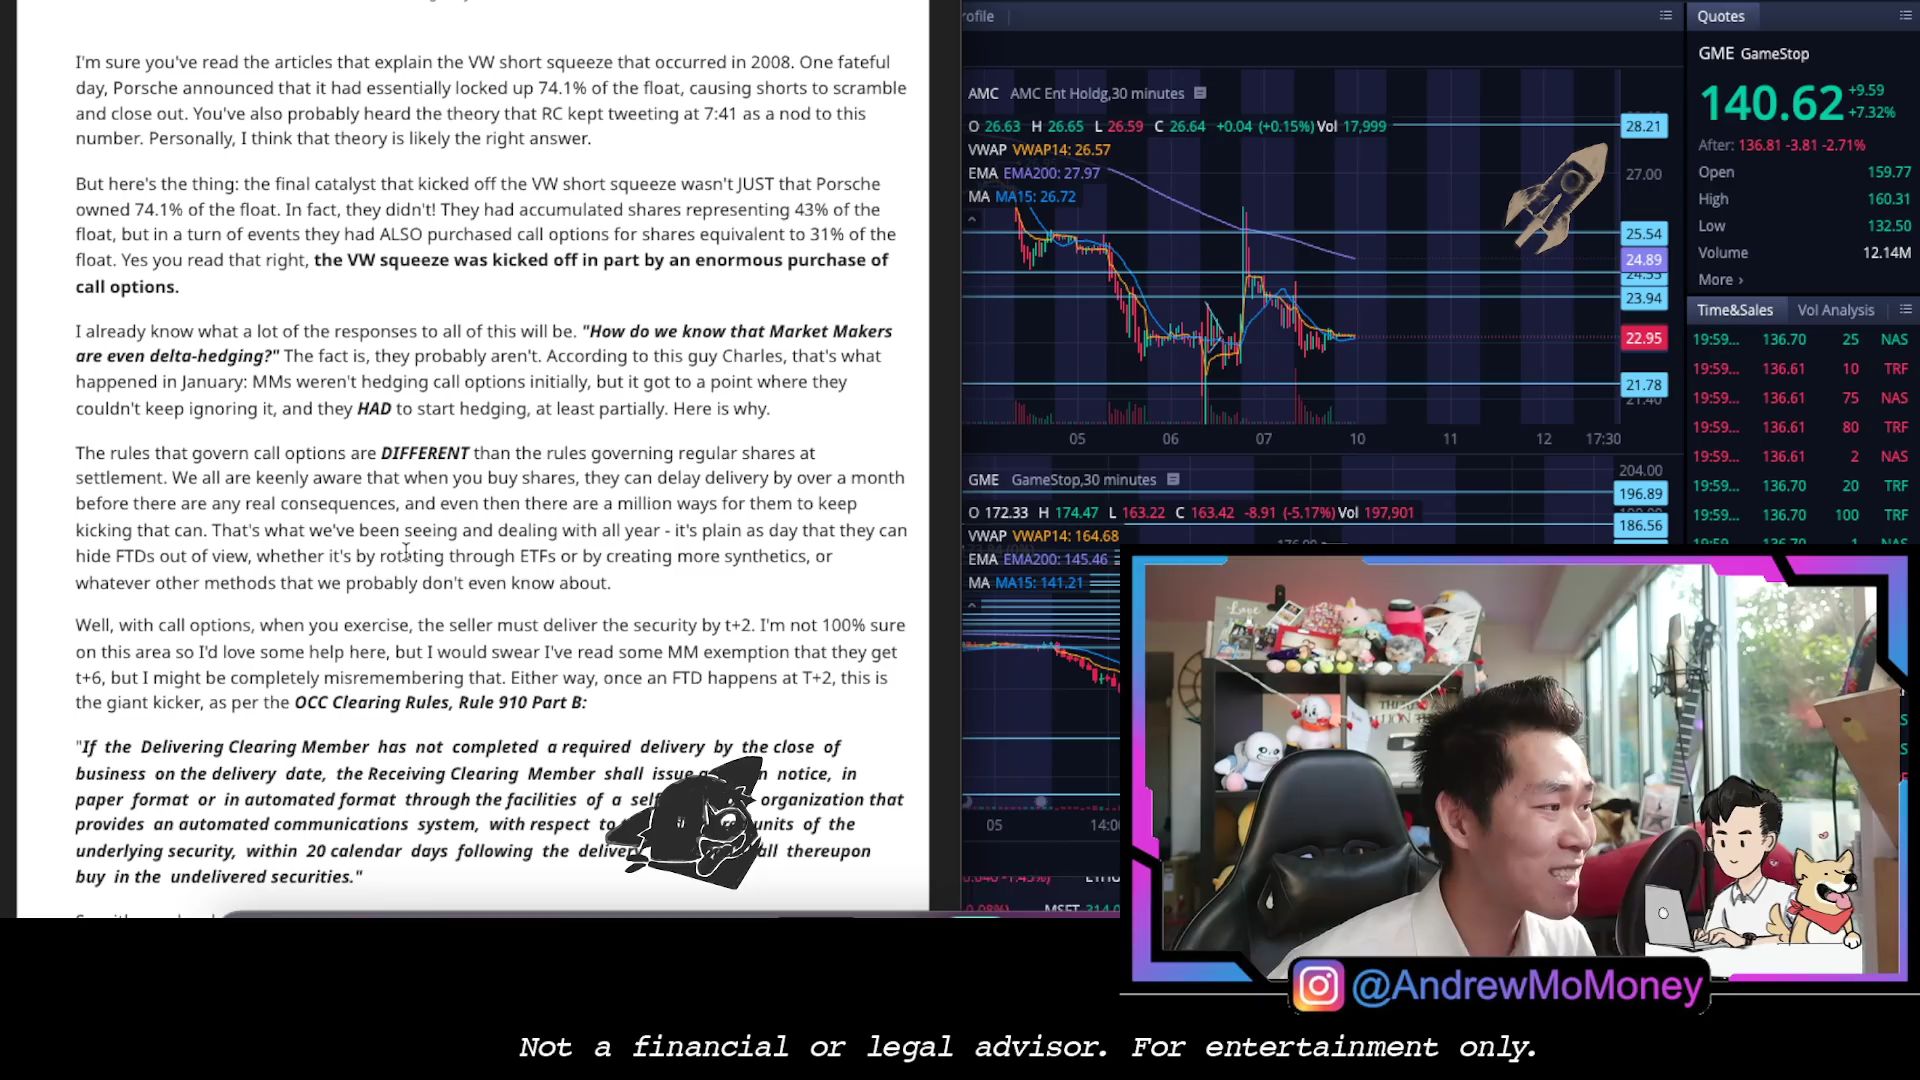 I'm sure you've read the articles that explain the VW short squeeze that occurred in 2008. One fateful
day, Porsche announced that it had essentially locked up 74.1% of the float, causing shorts to scramble
and close out. You've also probably heard the theory that RC kept tweeting at 7:41 as a nod to this
number. Personally, I think that theory is likely the right answer.
But here's the thing: the final catalyst that kicked off the VW short squeeze wasn't JUST that Porsche
owned 74.1% of the float. In fact, they didn't! They had accumulated shares representing 43% of the
float, but in a turn of events they had ALSO purchased call options for shares equivalent to 31% of the
float. Yes you read that right, the VW squeeze was kicked off in part by an enormous purchase of
call options.
I already know what a lot of the responses to all of this will be. "How do we know that Market Makers
are even delta-hedging?" The fact is, they probably aren't. According to this guy Charles, that's what
happened in January: MMs weren't hedging call options initially, but it got to a point where they
couldn't keep ignoring it, and they HAD to start hedging, at least partially. Here is why.
The rules that govern call options are DIFFERENT than the rules governing regular shares at
settlement. We all are keenly aware that when you buy shares, they can delay delivery by over a month
before there are any real consequences, and even then there are a million ways for them to keep
kicking that can. That's what we've been seeing and dealing with all year - it's plain as day that they can
hide FTDs out of view, whether it's by rotating through ETFs or by creating more synthetics, or
whatever other methods that we probably don't even know about.
Well, with call options, when you exercise, the seller must deliver the security by t+2. I'm not 100% sure
on this area so I'd love some help here, but I would swear I've read some MM exemption that they get
t+6, but I might be completely misremembering that. Either way, once an FTD happens at T+2, this is
the giant kicker, as per the OCC Clearing Rules, Rule 910 Part B:
"If the Delivering Clearing Member has not completed a required delivery by the close of
business on the delivery date, the Receiving Clearing Member shall issue notice, in
paper format or in automated format through the facilities of a self organization that
provides an automated communications system, with respect to units of the
underlying security, within 20 calendar days following the delivery thereupon
buy in the undelivered securities."
rofile
AMC AMC Ent Holdg,30 minutes
O 26.63 H 26.65 L 26.59 C 26.64 +0.04 (+0.15%) Vol 17,999
VWAP VWAP14: 26.57
EMA EMA200: 27.97
MA MA15: 26.72
28.21
27.00
25.54
24.89
23.94
22.95
21.78
21.40
05 06 07 10 11 12 17:30
GME GameStop,30 minutes
O 172.33 H 174.47 L 163.22 C 163.42 -8.91 (-5.17%) Vol 197,901
VWAP VWAP14: 164.68
EMA EMA200: 145.46
MA MA15: 141.21
204.00
196.89
186.56
05 14:0
MSFT 314.0
Quotes
GME GameStop
140.62 +9.59
+7.32%
After: 136.81 -3.81 -2.71%
Open 159.77
High 160.31
Low 132.50
Volume 12.14M
More ›
Time&Sales Vol Analysis
19:59... 136.70 25 NAS
19:59... 136.61 10 TRF
19:59... 136.61 75 NAS
19:59... 136.61 80 TRF
19:59... 136.61 2 NAS
19:59... 136.70 20 TRF
19:59... 136.70 100 TRF
Love
@AndrewMoMoney
Not a financial or legal advisor. For entertainment only.